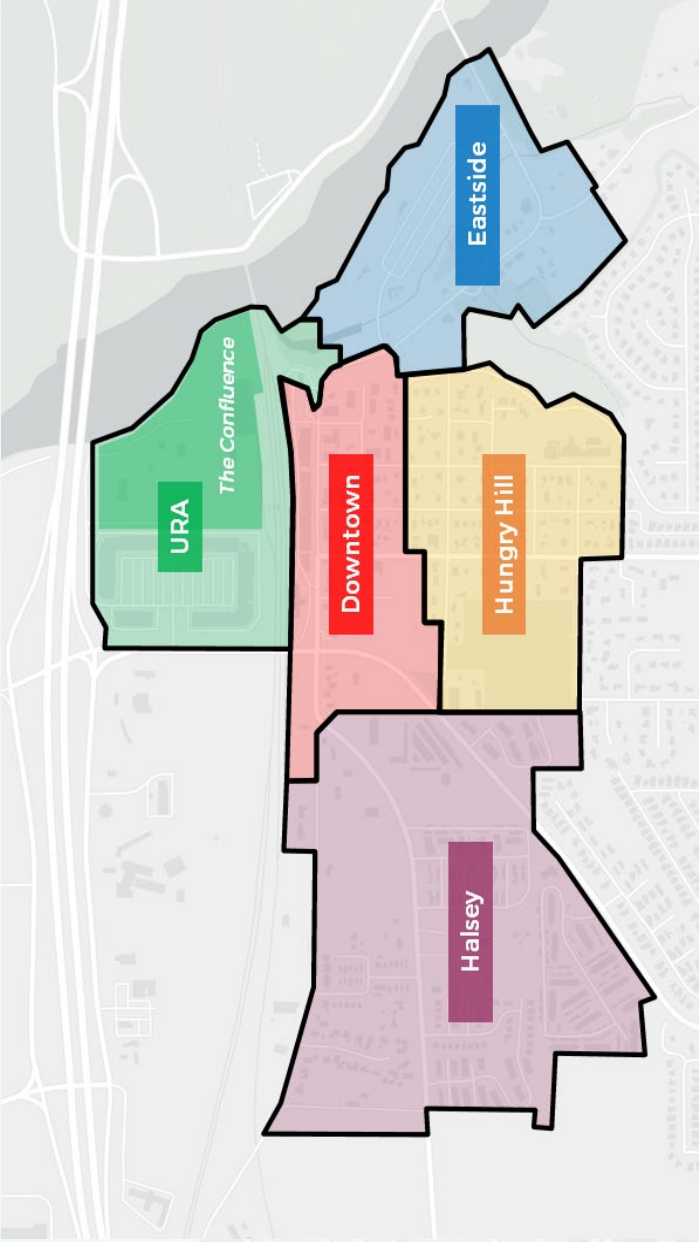 URA
The Confluence
Eastside
Downtown
Hungry Hill
Halsey